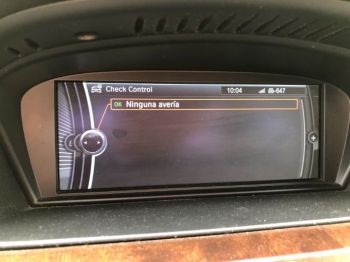 Check Control
10:04
647
OK Ninguna avería